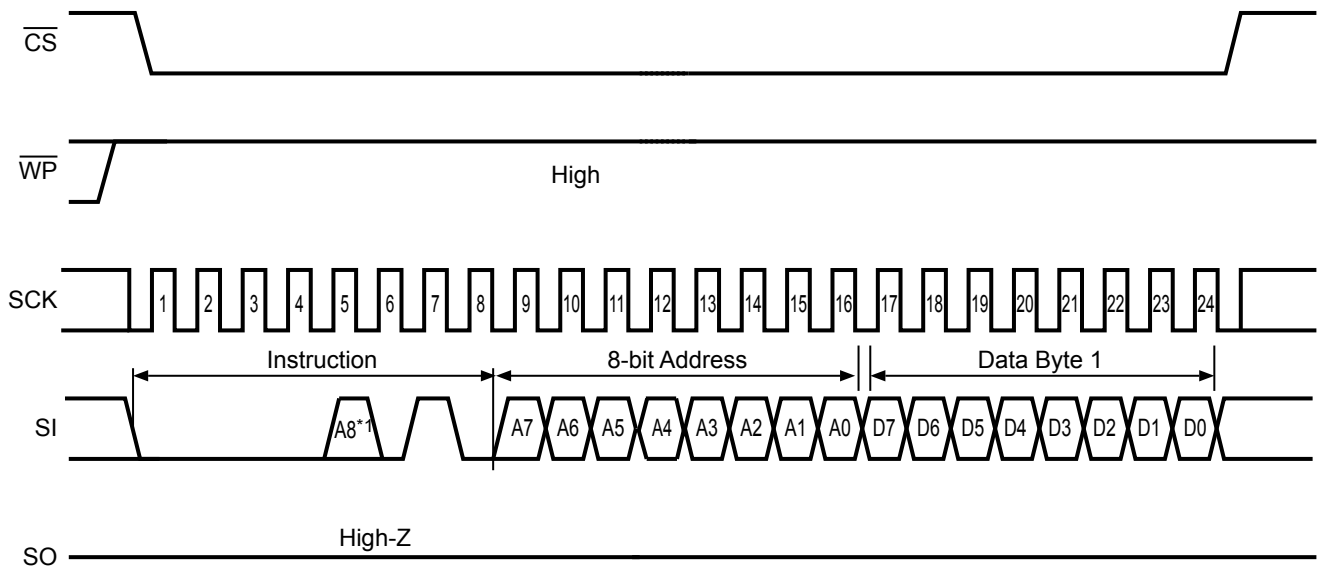 CS
WP
High
SCK
1 2 3 4 5 6 7 8 9 10 11 12 13 14 15 16 17 18 19 20 21 22 23 24
Instruction 8-bit Address Data Byte 1
SI
A8*1 A7 A6 A5 A4 A3 A2 A1 A0 D7 D6 D5 D4 D3 D2 D1 D0
High-Z
SO